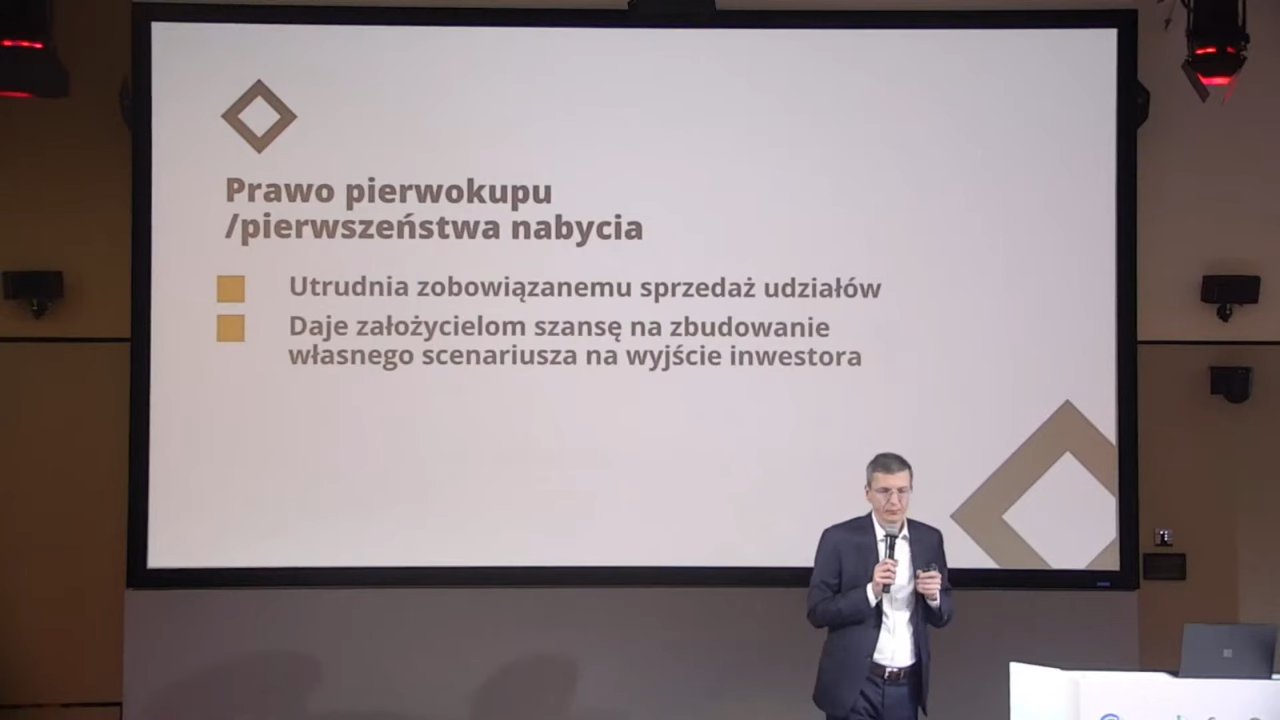 Prawo pierwokupu
/pierwszeństwa nabycia
Utrudnia zobowiązanemu sprzedaż udziałów
Daje założycielom szansę na zbudowanie
własnego scenariusza na wyjście inwestora